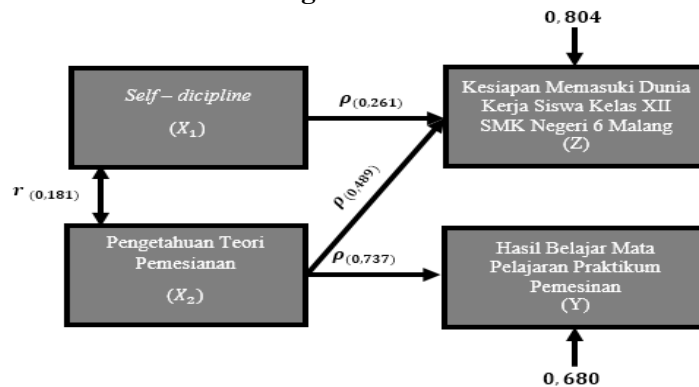 0,804
Self – dicipline
(X₁)
ρ(0,261)
Kesiapan Memasuki Dunia
Kerja Siswa Kelas XII
SMK Negeri 6 Malang
(Z)
r (0,181)
ρ(0,489)
Pengetahuan Teori
Pemesianan
(X₂)
ρ(0,737)
Hasil Belajar Mata
Pelajaran Praktikum
Pemesinan
(Y)
0,680